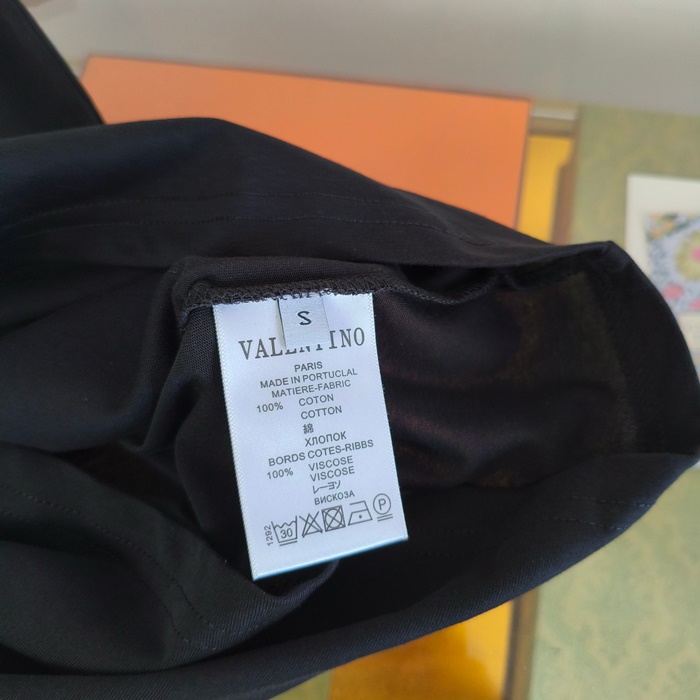 S
VALENTINO
PARIS
MADE IN PORTUCLAL
MATIERE-FABRIC
100% COTON
COTTON
綿
ХЛОПОК
BORDS COTES-RIBBS
100% VISCOSE
VISCOSE
レーヨン
ВИСКОЗА
1292 30 P